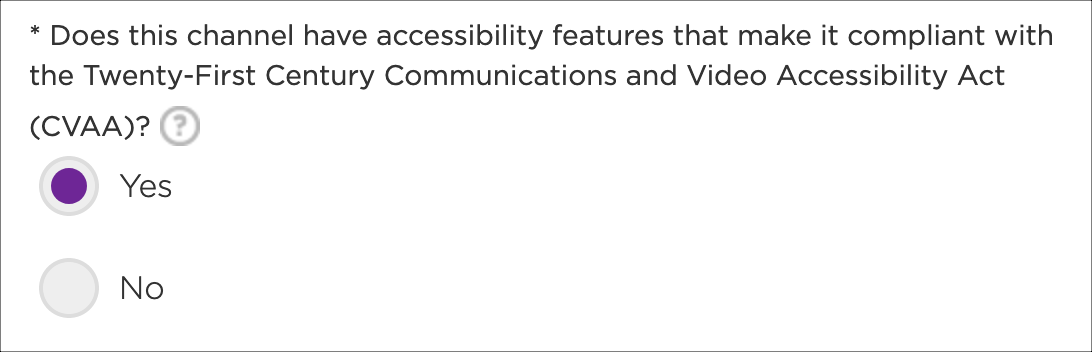 * Does this channel have accessibility features that make it compliant with
the Twenty-First Century Communications and Video Accessibility Act
(CVAA)? ?
Yes
No